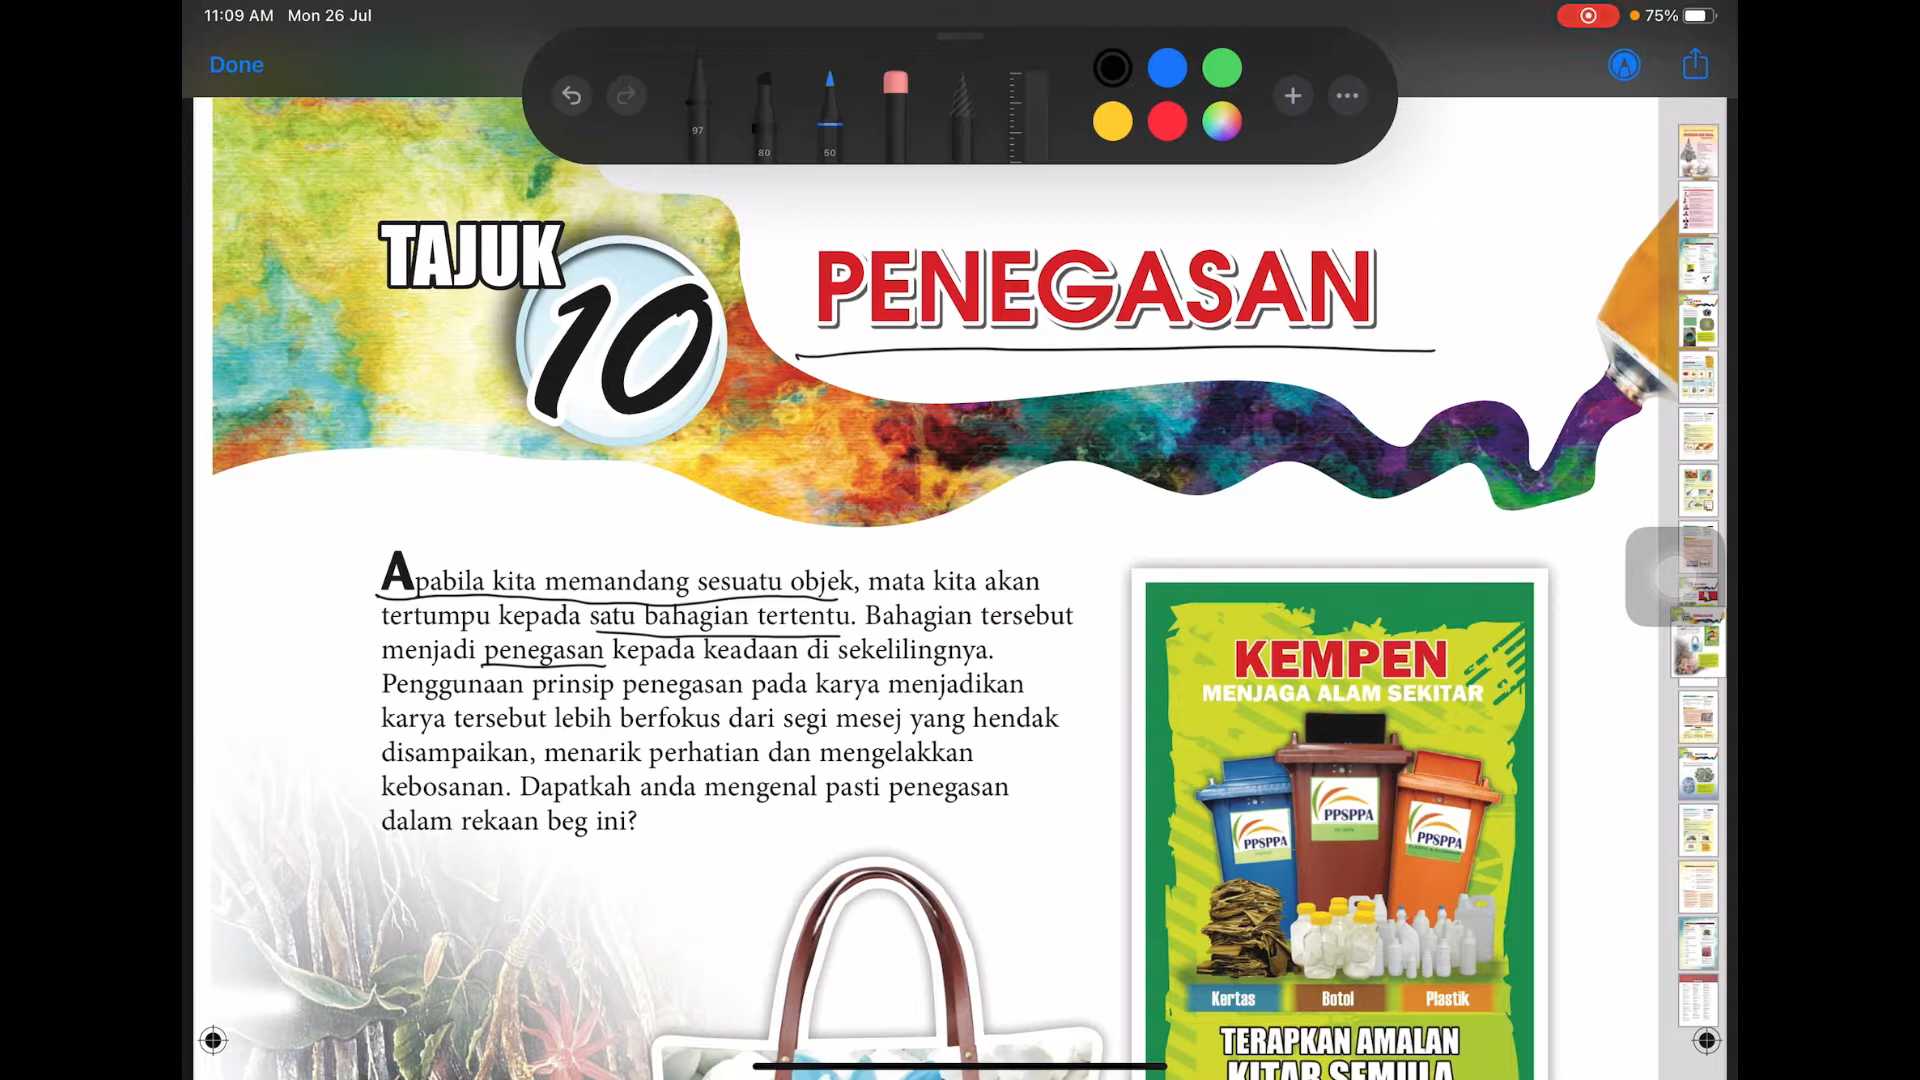 11:09 AM Mon 26 Jul
75%
Done
97
80
50
TAJUK
10
PENEGASAN
Apabila kita memandang sesuatu objek, mata kita akan
tertumpu kepada satu bahagian tertentu. Bahagian tersebut
menjadi penegasan kepada keadaan di sekelilingnya.
Penggunaan prinsip penegasan pada karya menjadikan
karya tersebut lebih berfokus dari segi mesej yang hendak
disampaikan, menarik perhatian dan mengelakkan
kebosanan. Dapatkah anda mengenal pasti penegasan
dalam rekaan beg ini?
KEMPEN
MENJAGA ALAM SEKITAR
PPSPPA
PPSPPA
PPSPPA
Kertas
Botol
Plastik
TERAPKAN AMALAN
KITAR SEMULA